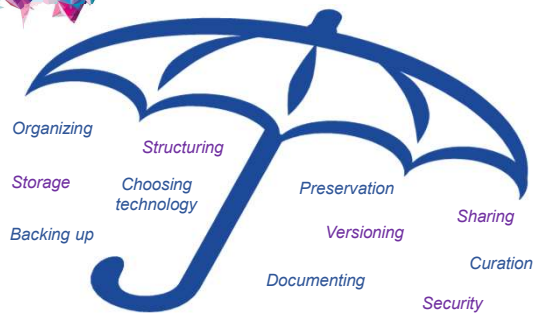 Organizing
Structuring
Storage
Choosing
technology
Preservation
Sharing
Backing up
Versioning
Curation
Documenting
Security